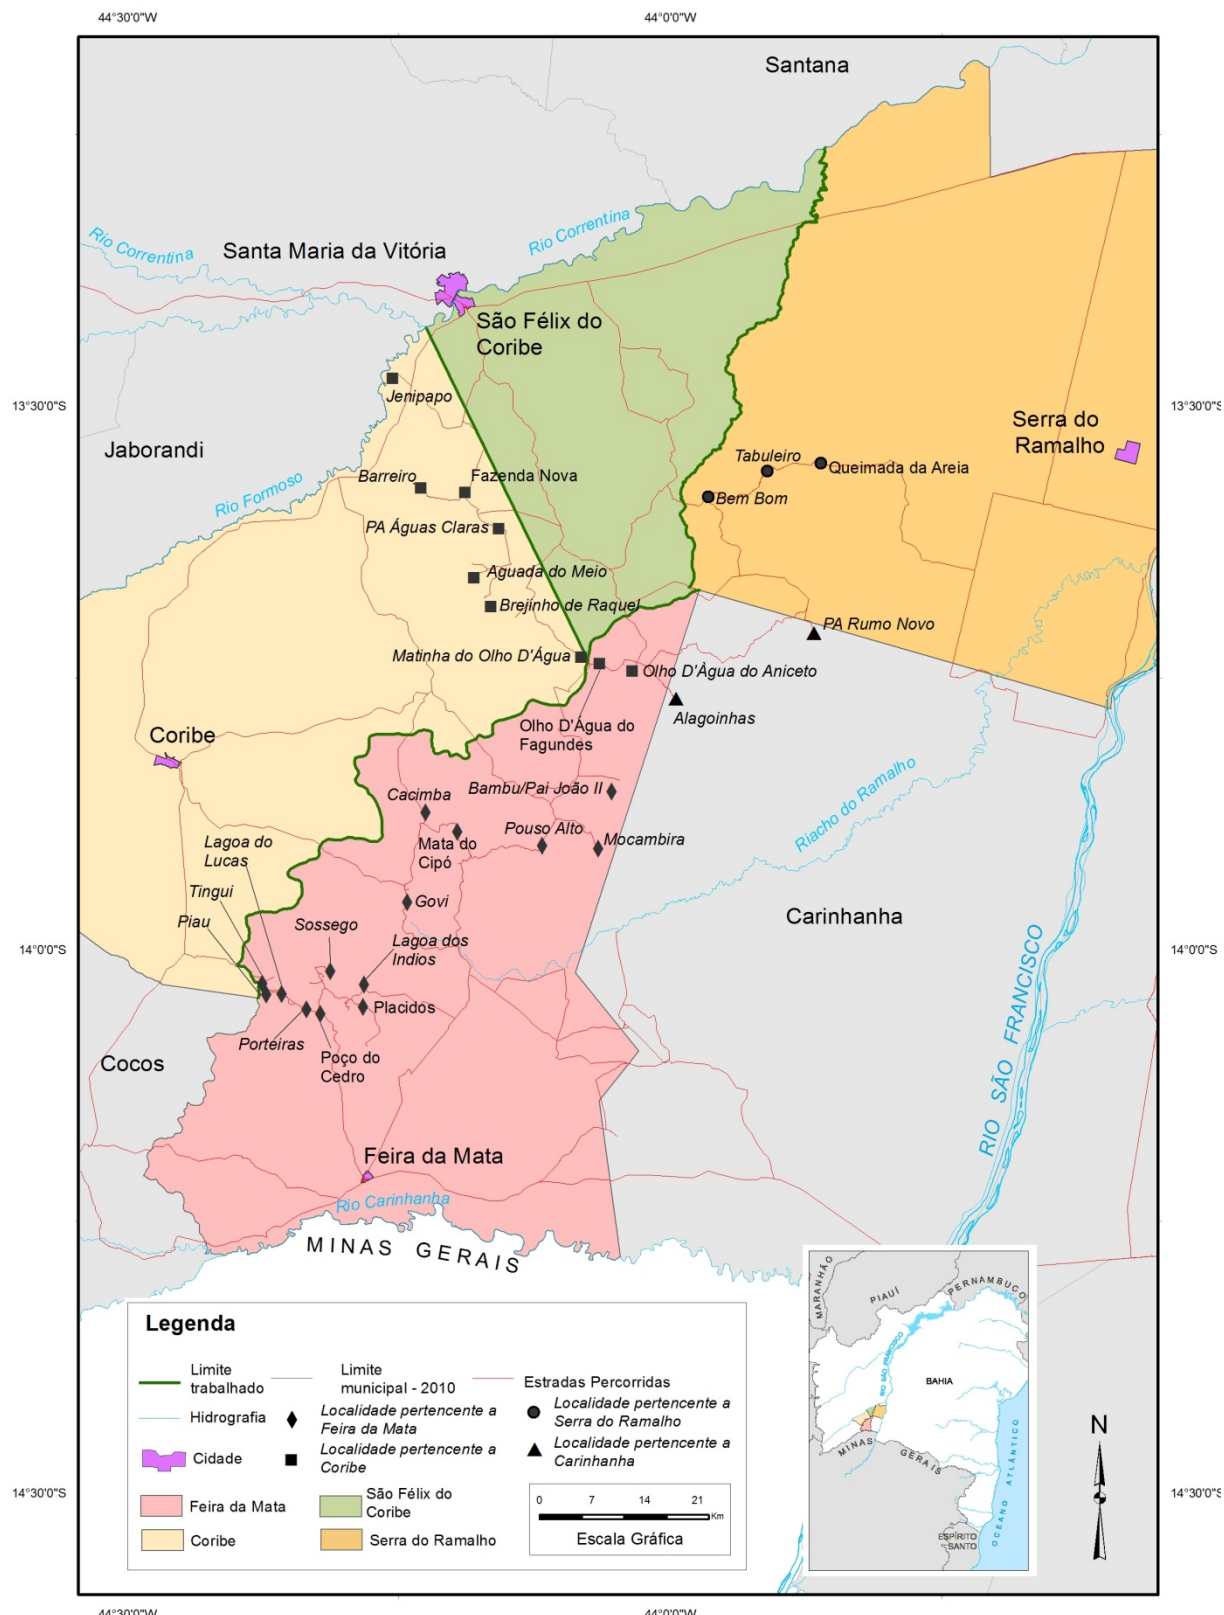 44°30'0"W
44°0'0"W
Santana
Rio Correntina
Rio Correntina
Santa Maria da Vitória
São Félix do
Coribe
Jenipapo
13°30'0"S
13°30'0"S
Serra do
Ramalho
Jaborandi
Tabuleiro
Queimada da Areia
Barreiro
Fazenda Nova
Rio Formoso
Bem Bom
PA Águas Claras
Aguada do Meio
Brejinho de Raquel
PA Rumo Novo
Matinha do Olho D'Água
Olho D'Àgua do Aniceto
Alagoinhas
Olho D'Água do
Fagundes
Coribe
Bambu/Pai João II
Cacimba
Riacho do Ramalho
Pouso Alto
Mocambira
Mata do
Cipó
Lagoa do
Lucas
Tingui
Piau
Govi
Carinhanha
Sossego
Lagoa dos
Indios
14°0'0"S
14°0'0"S
RIO SÃO FRANCISCO
Placidos
Porteiras
Poço do
Cedro
Cocos
Feira da Mata
Rio Carinhanha
MINAS GERAIS
Legenda
Limite
trabalhado
Limite
municipal - 2010
Estradas Percorridas
Hidrografia
Localidade pertencente a
Feira da Mata
Localidade pertencente a
Serra do Ramalho
Cidade
Localidade pertencente a
Coribe
Localidade pertencente a
Carinhanha
Feira da Mata
São Félix do
Coribe
Coribe
Serra do Ramalho
0 7 14 21
Km
Escala Gráfica
MARANHÃO
PIAUÍ
PERNAMBUCO
RIO SÃO FRANCISCO
BAHIA
MINAS GERAIS
ESPÍRITO
SANTO
OCEANO ATLÂNTICO
N
14°30'0"S
14°30'0"S
44°30'0"W
44°0'0"W